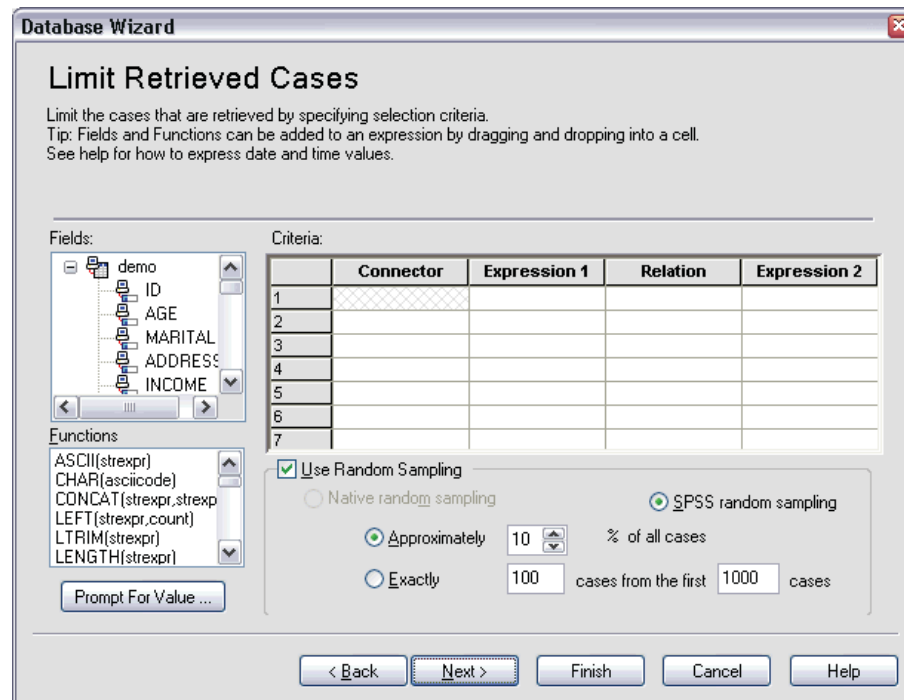 Database Wizard
Limit Retrieved Cases
Limit the cases that are retrieved by specifying selection criteria.
Tip: Fields and Functions can be added to an expression by dragging and dropping into a cell.
See help for how to express date and time values.
Fields:
demo
ID
AGE
MARITAL
ADDRESS
INCOME
Functions
ASCII(strexpr)
CHAR(asciicode)
CONCAT(strexpr,strexp
LEFT(strexpr,count)
LTRIM(strexpr)
LENGTH(strexpr)
Prompt For Value ...
Criteria:
Connector Expression 1 Relation Expression 2
1
2
3
4
5
6
7
Use Random Sampling
Native random sampling SPSS random sampling
Approximately 10 % of all cases
Exactly 100 cases from the first 1000 cases
< Back Next > Finish Cancel Help